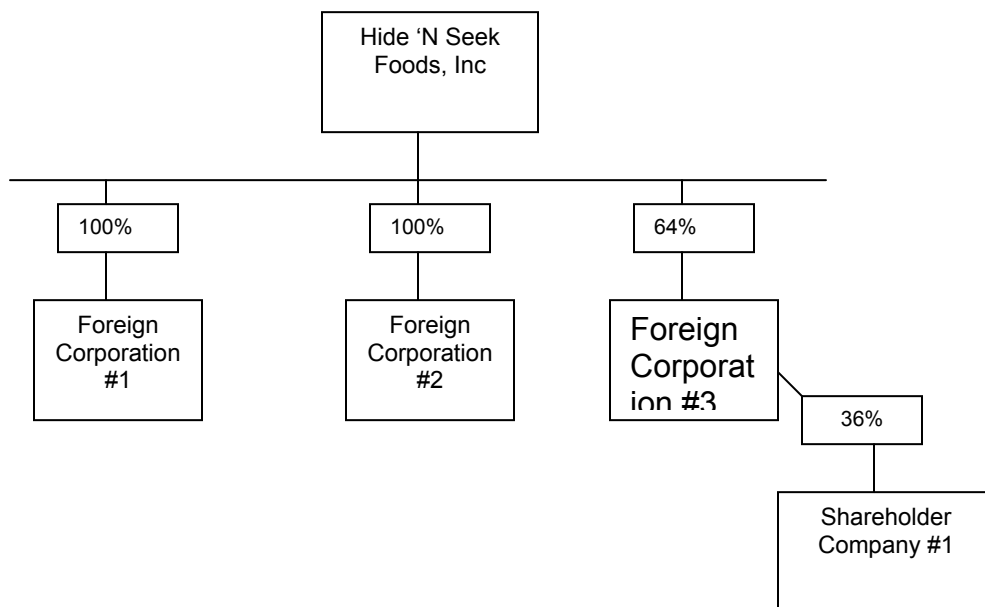 Hide ‘N Seek
Foods, Inc
100%
100%
64%
Foreign
Corporation
#1
Foreign
Corporation
#2
Foreign
Corporat
ion #3
36%
Shareholder
Company #1